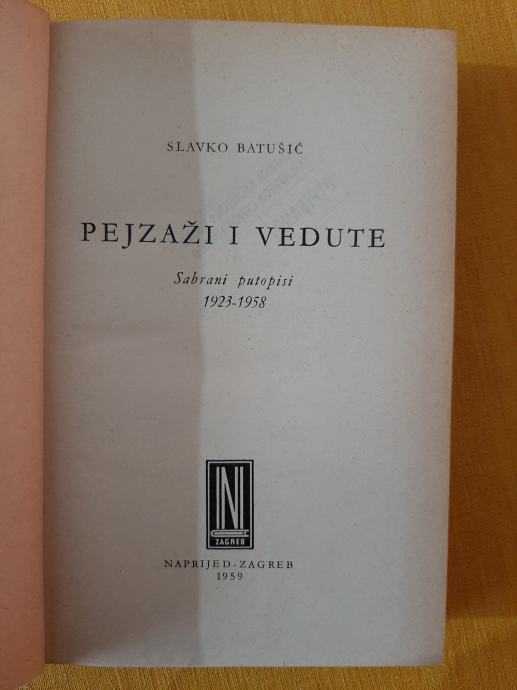 SLAVKO BATUŠIĆ
PEJZAŽI I VEDUTE
Sabrani putopisi
1923-1958
N
ZAGREB
NAPRIJED-ZAGREB
1959